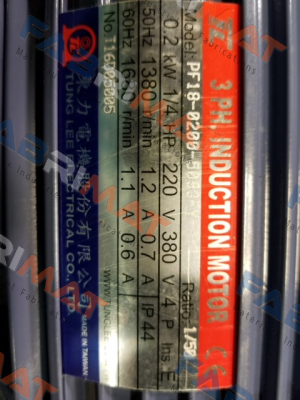 3 PH. INDUCTION MOTOR
PF18-0200-
Ratio 1/50
0.2 kW 1/4 HP 220 V 380 V 4 P Ins E
50Hz 1380r/min 1.2 A 0.7 A IP44
60Hz r/min 1.1 A 0.6 A
No
東力電機股份有限公司
TUNG LEE ELECTRICAL CO., LTD.
MADE IN TAIWAN